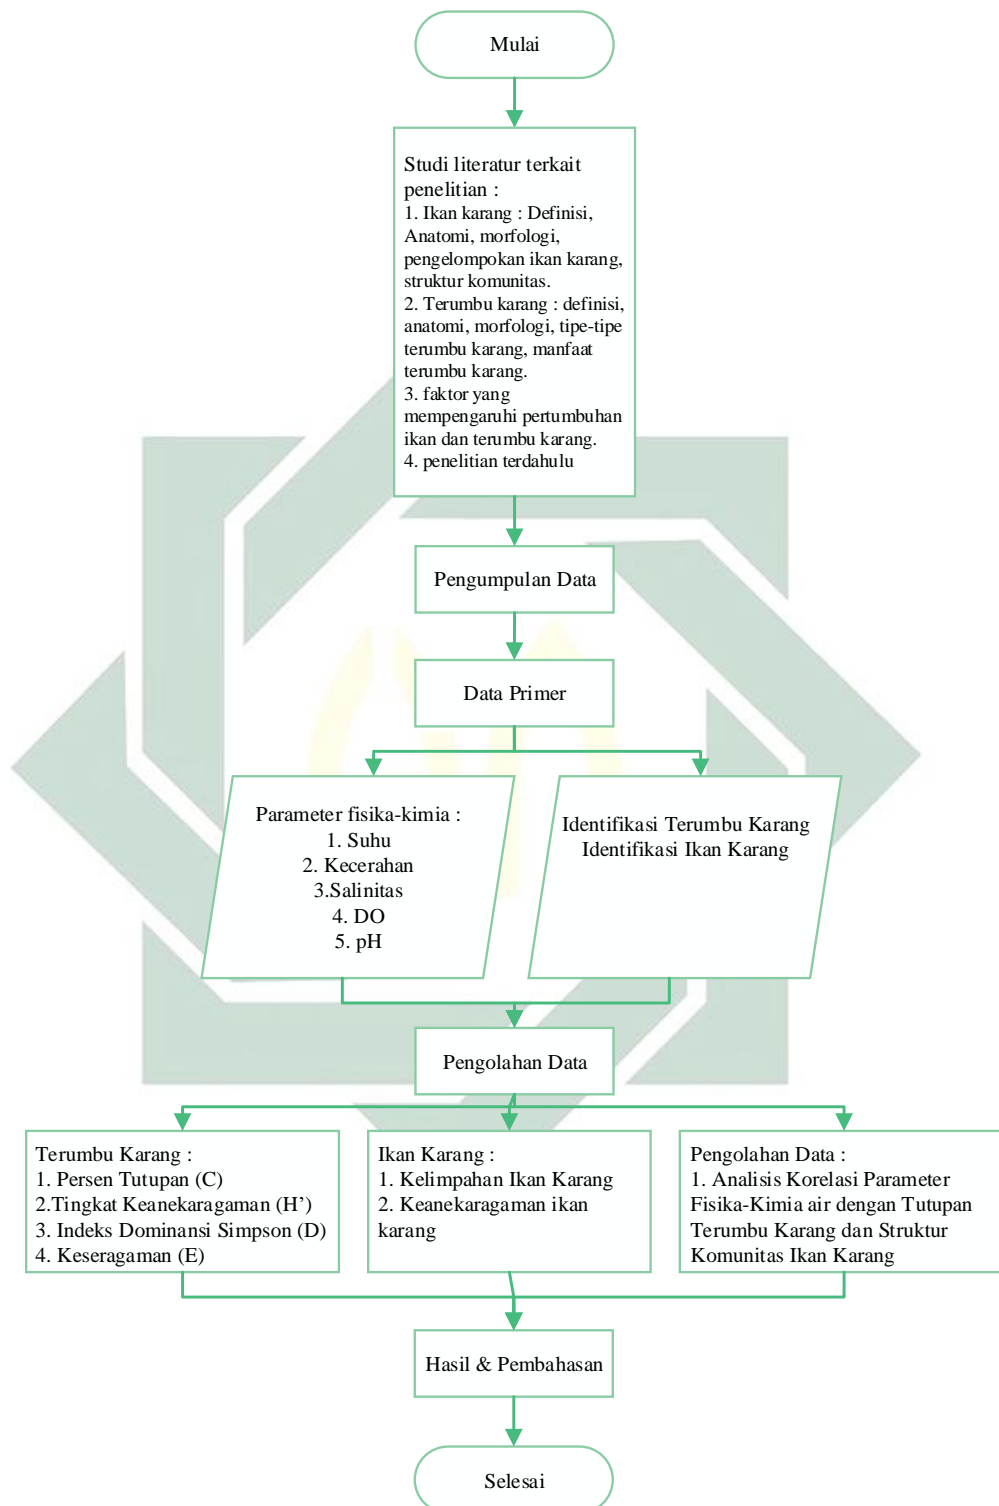 Mulai
Studi literatur terkait
penelitian :
1. Ikan karang : Definisi,
Anatomi, morfologi,
pengelompokan ikan karang,
struktur komunitas.
2. Terumbu karang : definisi,
anatomi, morfologi, tipe-tipe
terumbu karang, manfaat
terumbu karang.
3. faktor yang
mempengaruhi pertumbuhan
ikan dan terumbu karang.
4. penelitian terdahulu
Pengumpulan Data
Data Primer
Parameter fisika-kimia :
1. Suhu
2. Kecerahan
3.Salinitas
4. DO
5. pH
Identifikasi Terumbu Karang
Identifikasi Ikan Karang
Pengolahan Data
Terumbu Karang :
1. Persen Tutupan (C)
2.Tingkat Keanekaragaman (H’)
3. Indeks Dominansi Simpson (D)
4. Keseragaman (E)
Ikan Karang :
1. Kelimpahan Ikan Karang
2. Keanekaragaman ikan
karang
Pengolahan Data :
1. Analisis Korelasi Parameter
Fisika-Kimia air dengan Tutupan
Terumbu Karang dan Struktur
Komunitas Ikan Karang
Hasil & Pembahasan
Selesai